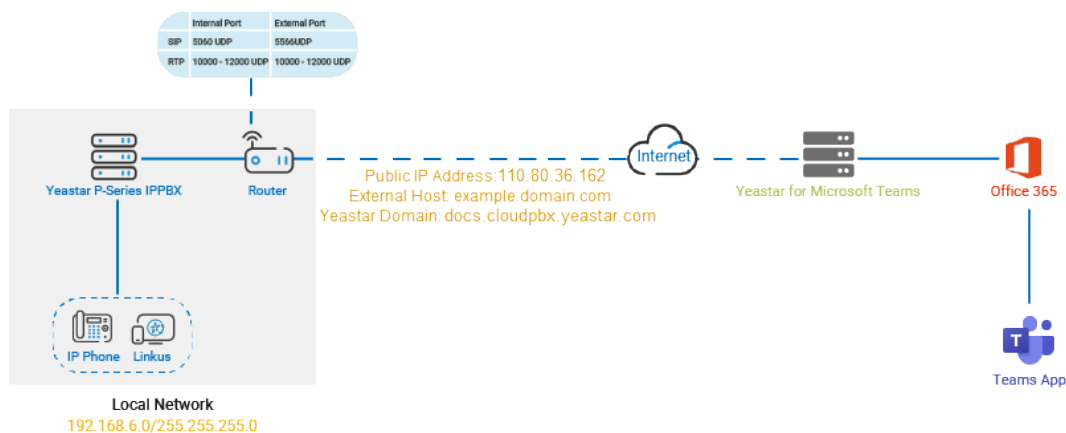 Internal Port External Port
SIP 5060 UDP 5566UDP
RTP 10000 - 12000 UDP 10000 - 12000 UDP
Internet
Yeastar P-Series IPPBX
Router
Public IP Address:110.80.36.162
External Host: example.domain.com
Yeastar Domain: docs.cloudpbx.yeastar.com
Yeastar for Microsoft Teams
Office 365
IP Phone Linkus
T
Teams App
Local Network
192.168.6.0/255.255.255.0